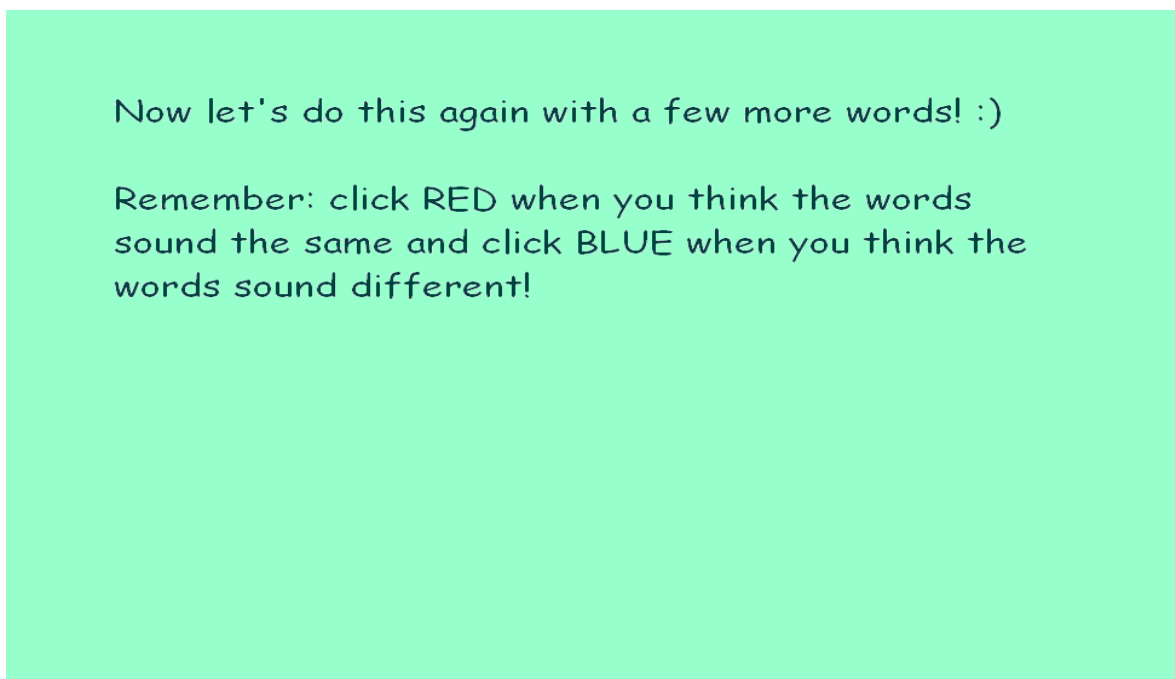 Now let's do this again with a few more words! :)
Remember: click RED when you think the words
sound the same and click BLUE when you think the
words sound different!